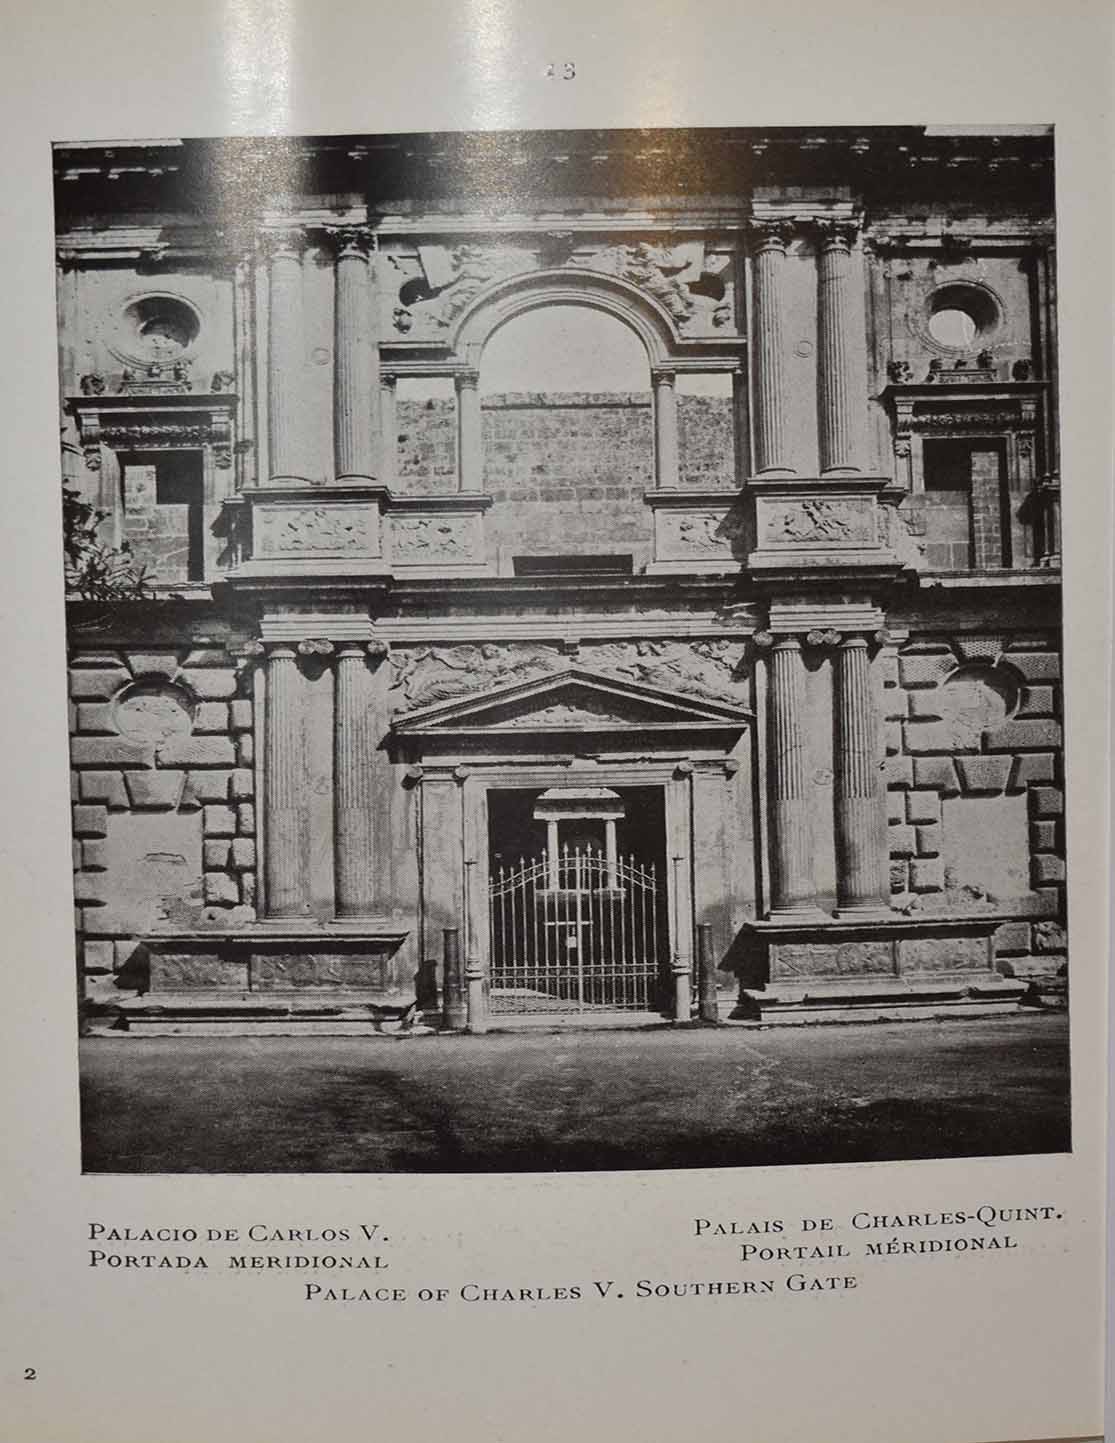 13
PALACIO DE CARLOS V.
PORTADA MERIDIONAL
PALAIS DE CHARLES-QUINT.
PORTAIL MÉRIDIONAL
PALACE OF CHARLES V. SOUTHERN GATE
2